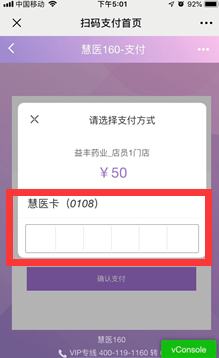 中国移动 下午5:01 92%
扫码支付首页
慧医160-支付
请选择支付方式
益丰药业_店员1门店
￥50
慧医卡（0108）
确认支付
慧医160
VIP专线 400-119-1160 转
vConsole